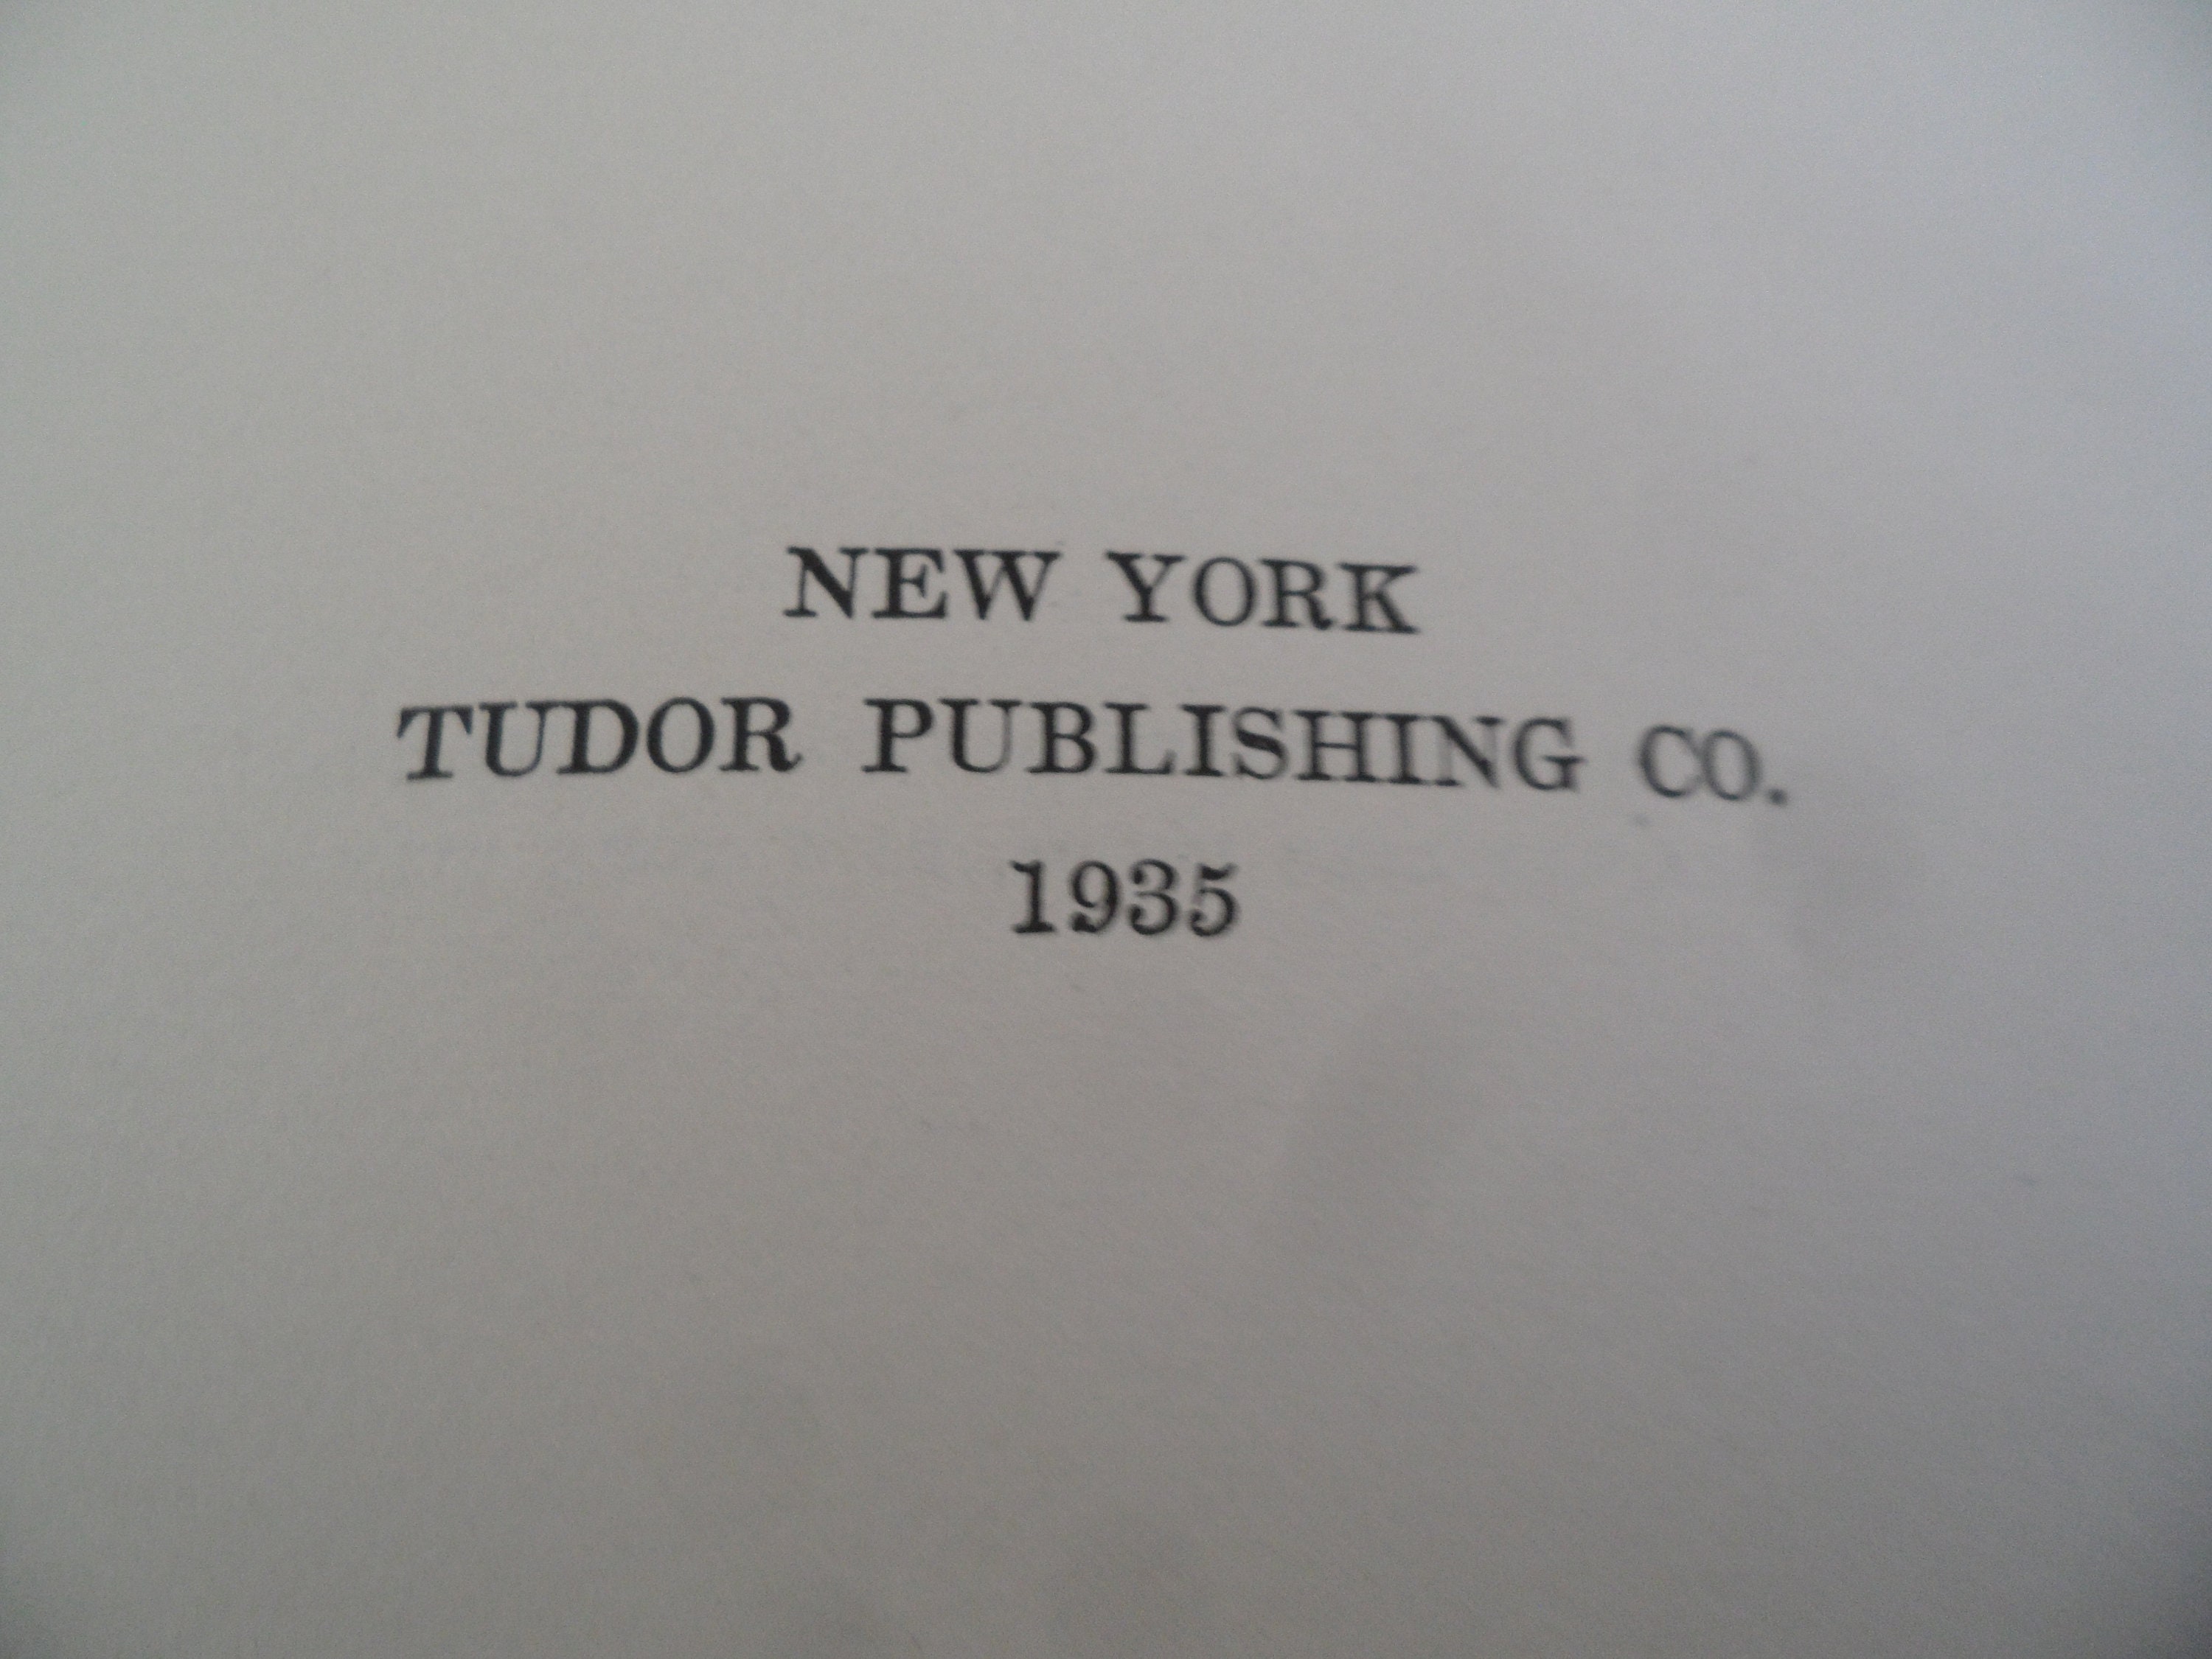 NEW YORK
TUDOR PUBLISHING CO.
1935